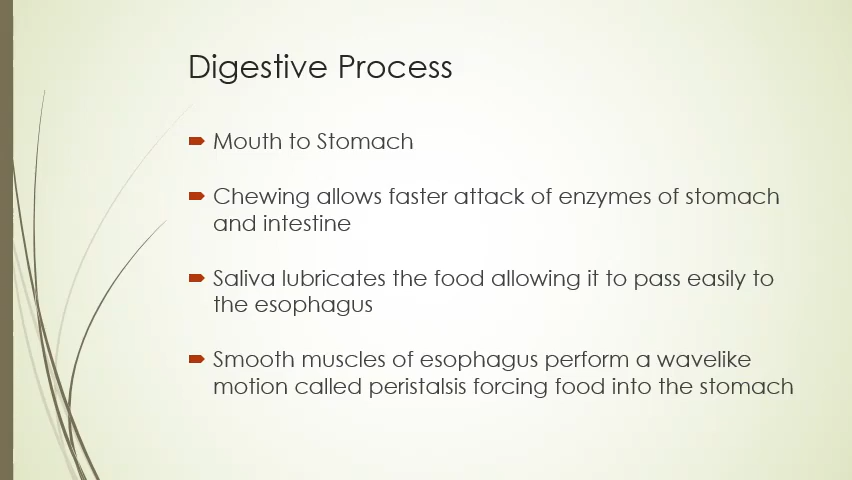 Digestive Process
Mouth to Stomach
Chewing allows faster attack of enzymes of stomach
and intestine
Saliva lubricates the food allowing it to pass easily to
the esophagus
Smooth muscles of esophagus perform a wavelike
motion called peristalsis forcing food into the stomach